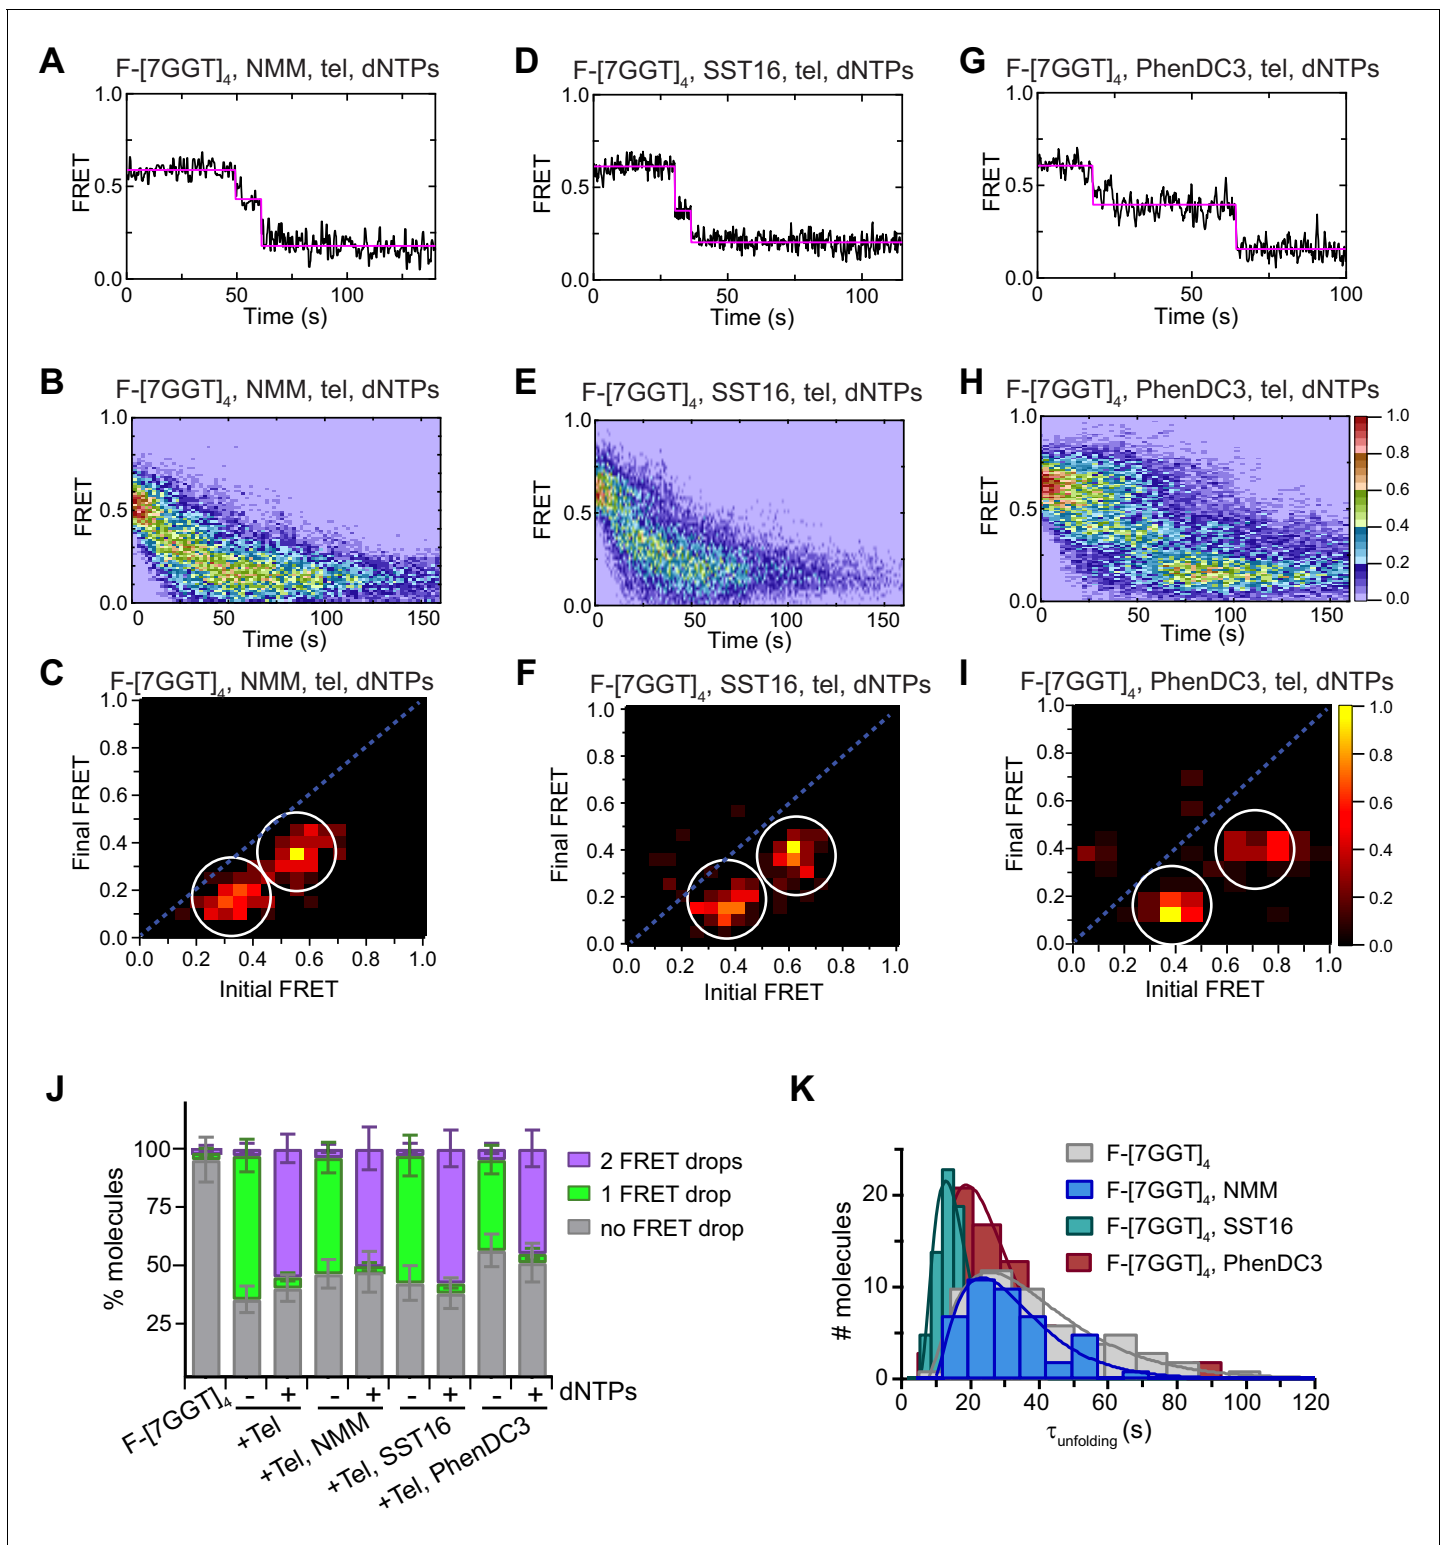 A
F-[7GGT]4, NMM, tel, dNTPs
1.0
0.5
0.0
FRET
0
50
100
Time (s)
D
F-[7GGT]4, SST16, tel, dNTPs
1.0
0.5
0.0
FRET
0
50
100
Time (s)
G
F-[7GGT]4, PhenDC3, tel, dNTPs
1.0
0.5
0.0
FRET
0
50
100
Time (s)
B
F-[7GGT]4, NMM, tel, dNTPs
1.0
0.5
0.0
FRET
50
100
150
Time (s)
E
F-[7GGT]4, SST16, tel, dNTPs
1.0
0.5
0.0
FRET
0
50
100
150
Time (s)
H
F-[7GGT]4, PhenDC3, tel, dNTPs
1.0
0.5
0.0
FRET
0
50
100
150
Time (s)
1.0
0.8
0.6
0.4
0.2
0.0
C
F-[7GGT]4, NMM, tel, dNTPs
1.0
0.8
0.6
0.4
0.2
0.0
Final FRET
0.0 0.2 0.4 0.6 0.8 1.0
Initial FRET
F
F-[7GGT]4, SST16, tel, dNTPs
1.0
0.8
0.6
0.4
0.2
0.0
Final FRET
0.0 0.2 0.4 0.6 0.8 1.0
Initial FRET
I
F-[7GGT]4, PhenDC3, tel, dNTPs
1.0
0.8
0.6
0.4
0.2
0.0
Final FRET
0.0 0.2 0.4 0.6 0.8 1.0
Initial FRET
1.0
0.8
0.6
0.4
0.2
0.0
J
100
75
50
25
% molecules
2 FRET drops
1 FRET drop
no FRET drop
- + - + - + - + dNTPs
F-[7GGT]4
+Tel
+Tel, NMM
+Tel, SST16
+Tel, PhenDC3
K
20
10
0
# molecules
F-[7GGT]4
F-[7GGT]4, NMM
F-[7GGT]4, SST16
F-[7GGT]4, PhenDC3
0 20 40 60 80 100 120
τunfolding (s)